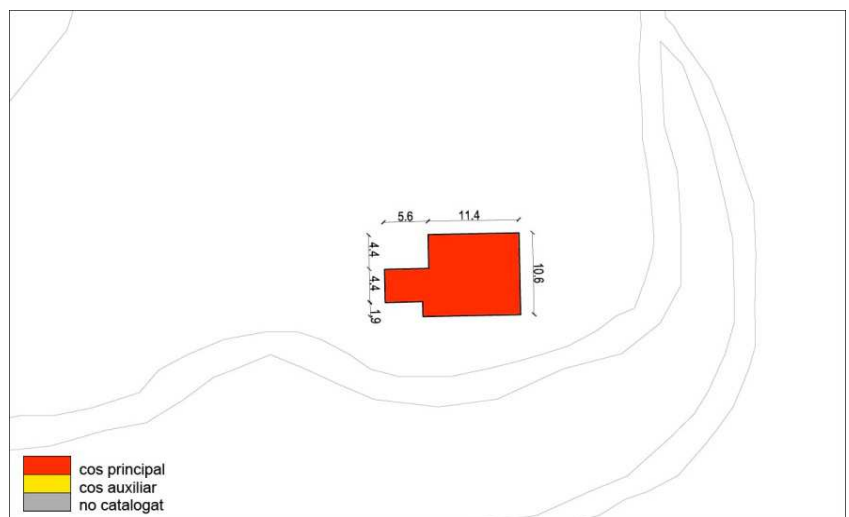 5.6
11.4
4.4
4.4
1,9
10.6
cos principal
cos auxiliar
no catalogat